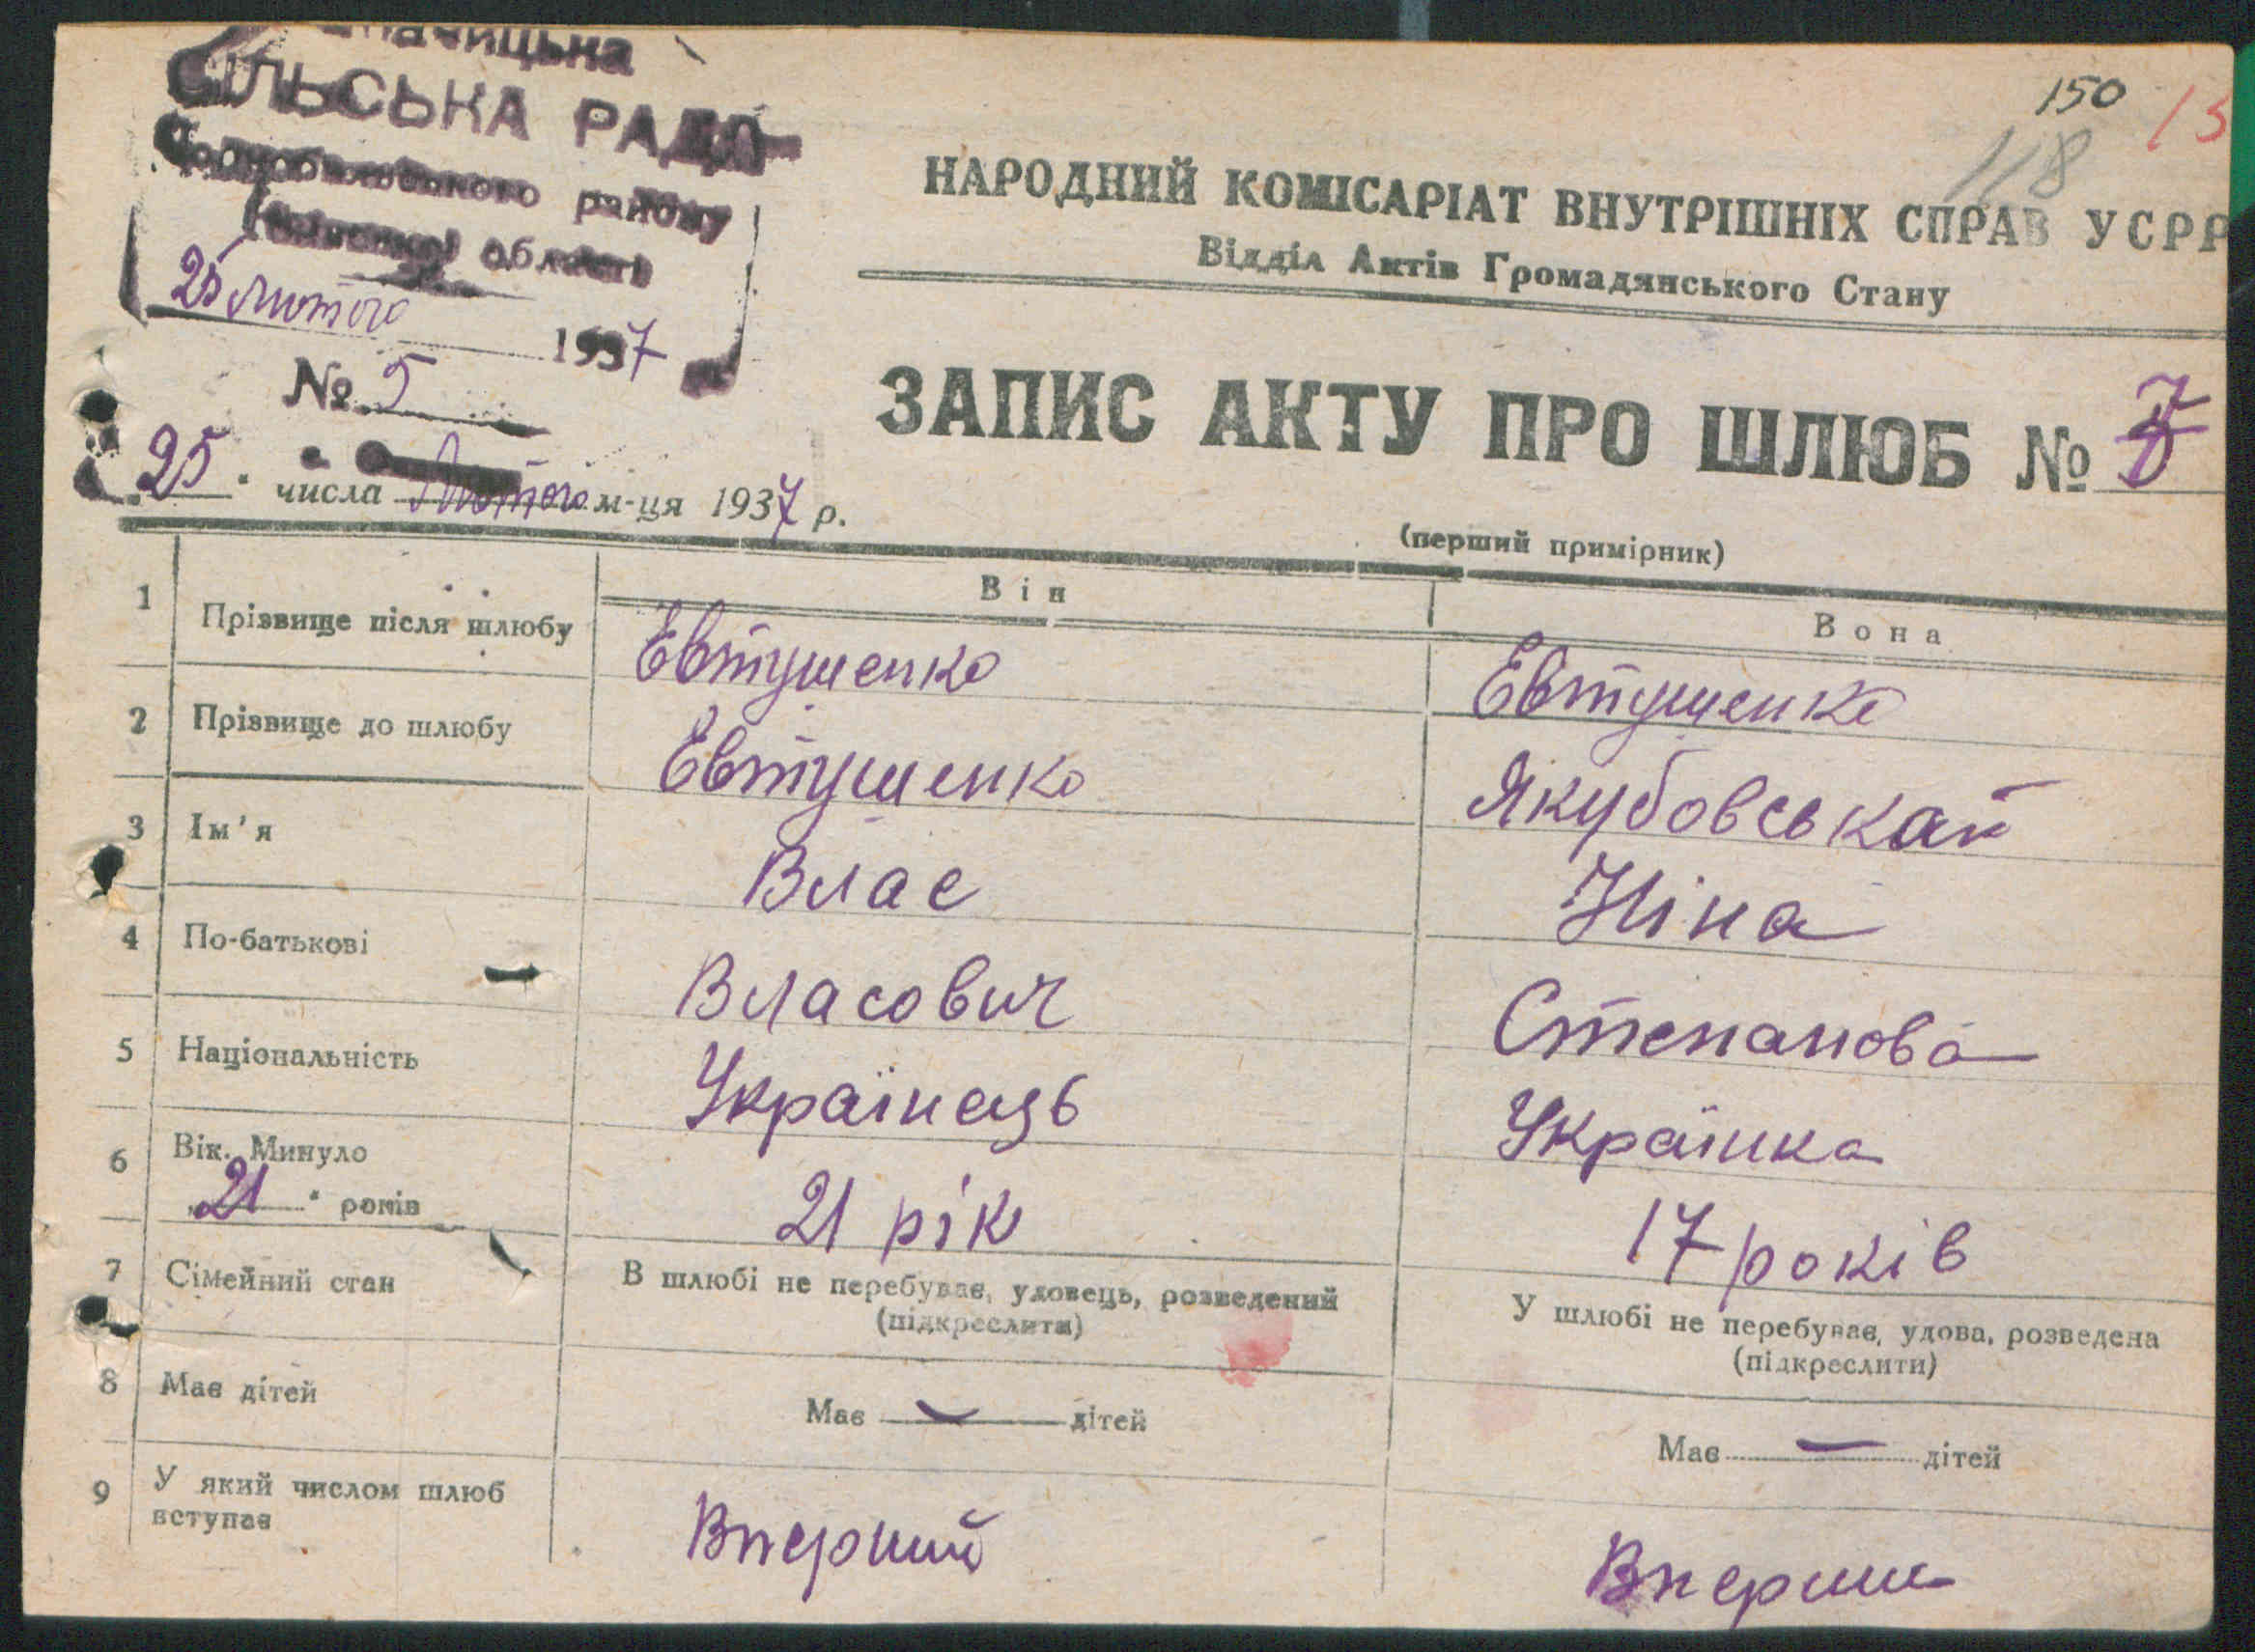 СІЛЬСЬКА РАДА
району
області
25 лютого 1937
№ 5
150
118
НАРОДНИЙ КОМІСАРІАТ ВНУТРІШНІХ СПРАВ УСРР
Відділ Актів Громадянського Стану
ЗАПИС АКТУ ПРО ШЛЮБ №
25 числа Лютого м-ця 1937 р.
(перший примірник)
Він Вона
1 Прізвище після шлюбу Евтушенко Евтушенко
2 Прізвище до шлюбу Евтушенко Якубовська
3 Ім'я Влас Ніна
4 По-батькові Власович Степанова
5 Національність Українець Українка
6 Вік. Минуло
21 років 21 рік 17 років
7 Сімейний стан В шлюбі не перебуває, удовець, розведений У шлюбі не перебуває, удова, розведена
(підкреслити) (підкреслити)
8 Має дітей Має — дітей Має — дітей
9 У який числом шлюб
вступає Вперший Вперши